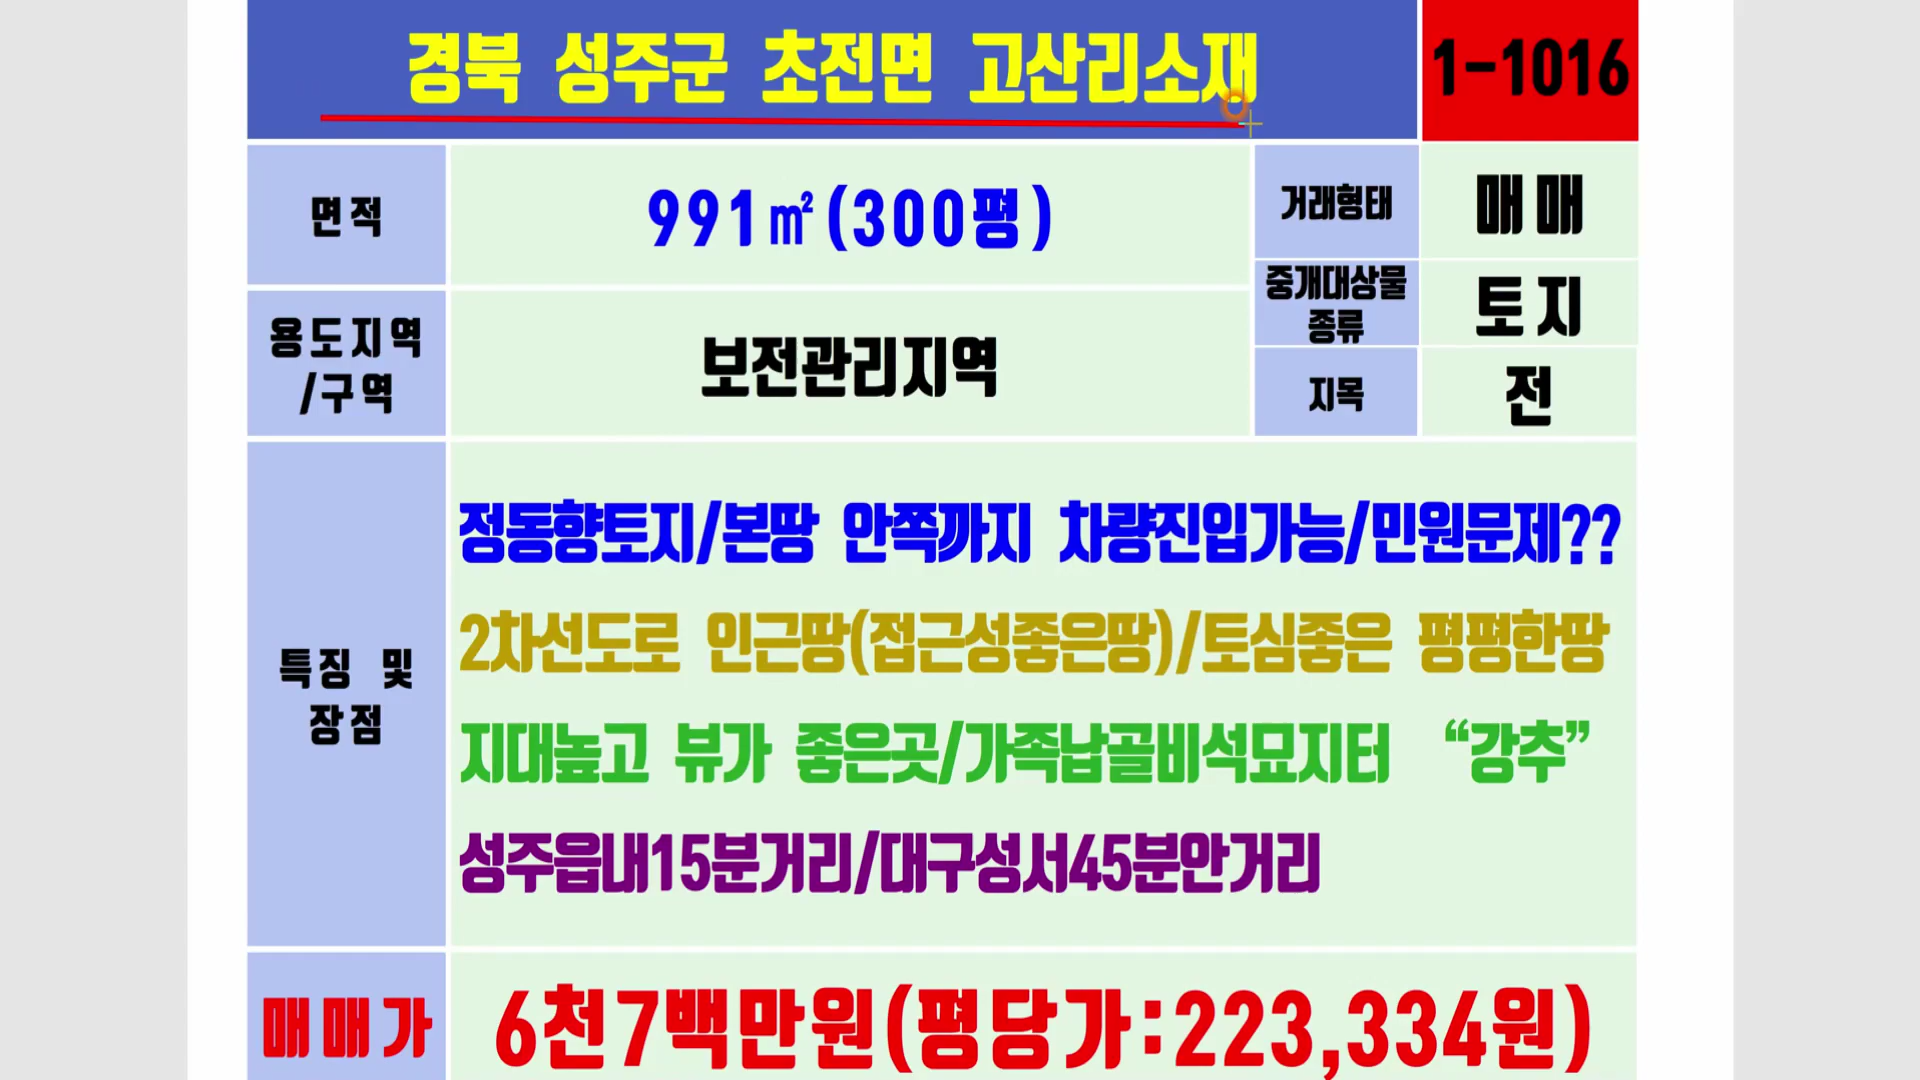 경북 성주군 초전면 고산리소재
1-1016
면적
991㎡(300평)
거래형태
매매
중개대상물
종류
토지
용도지역
/구역
보전관리지역
지목
전
특징 및
장점
정동향토지/본땅 안쪽까지 차량진입가능/민원문제??
2차선도로 인근땅(접근성좋은땅)/토심좋은 평평한땅
지대높고 뷰가 좋은곳/가족납골비석묘지터 “강추”
성주읍내15분거리/대구성서45분안거리
매매가
6천7백만원(평당가:223,334원)